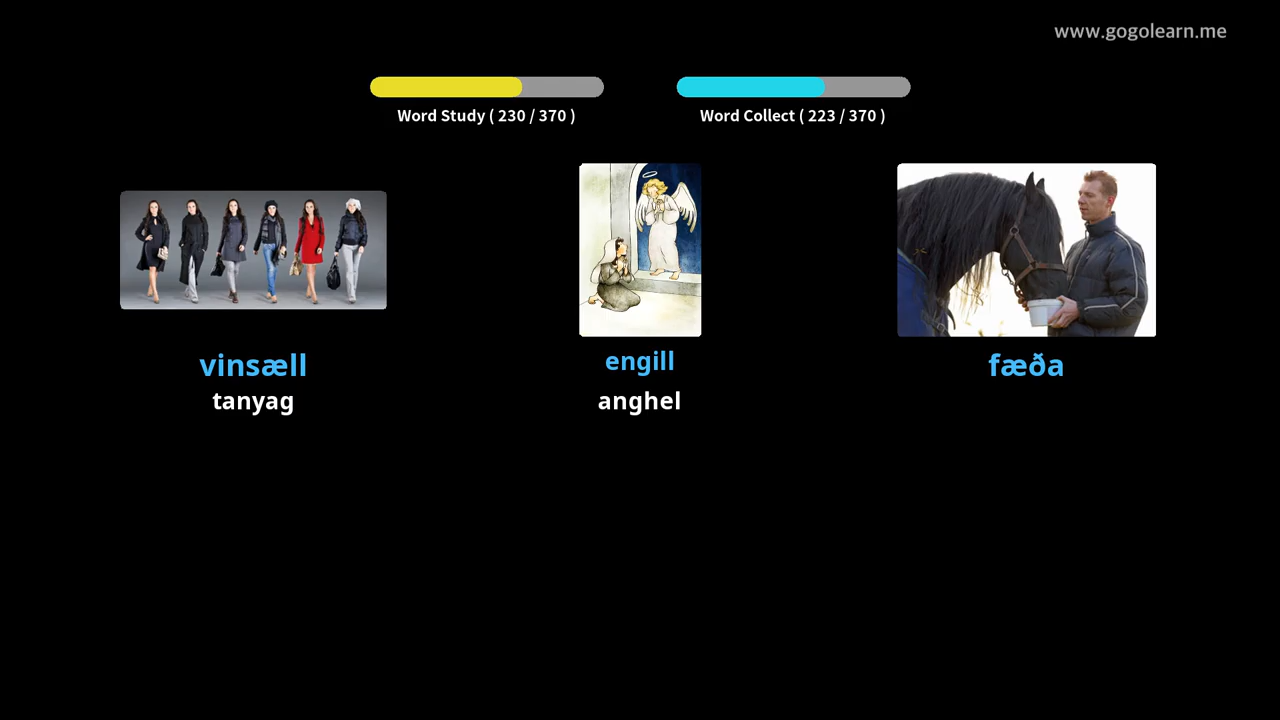 www.gogolearn.me
Word Study ( 230 / 370 )
Word Collect ( 223 / 370 )
vinsæll
tanyag
engill
anghel
fæða